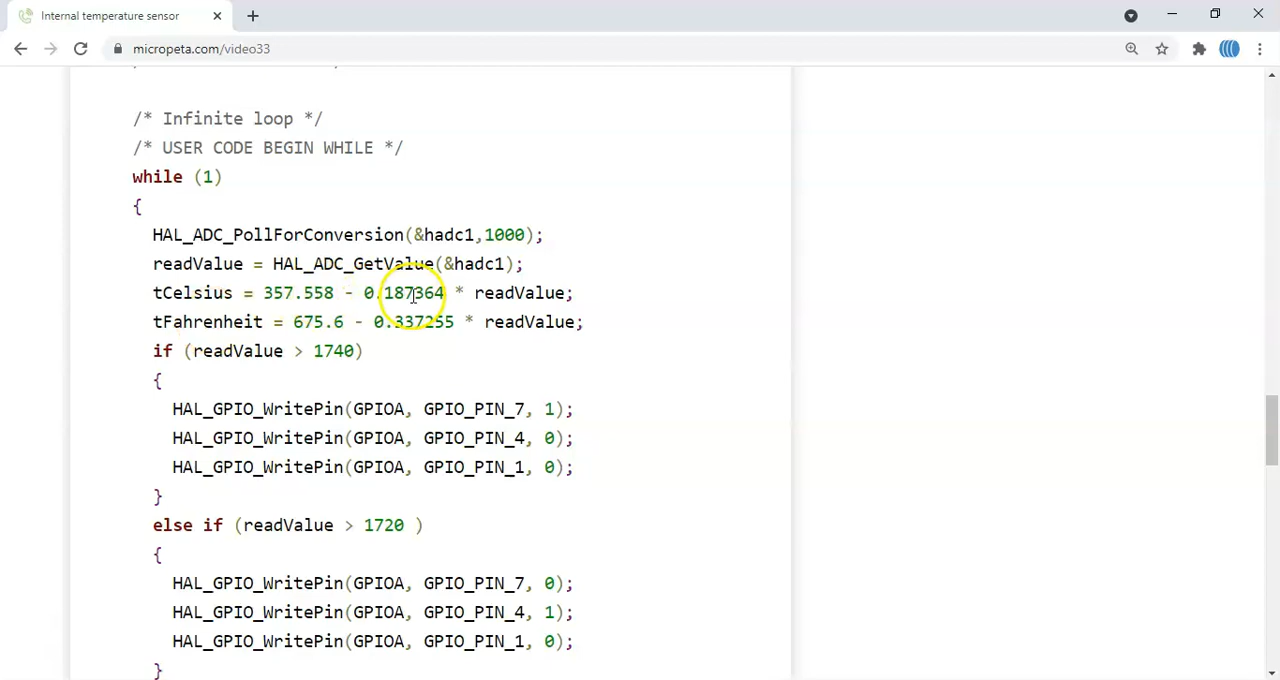 Internal temperature sensor
micropeta.com/video33
/* Infinite loop */
/* USER CODE BEGIN WHILE */
while (1)
{
HAL_ADC_PollForConversion(&hadc1,1000);
readValue = HAL_ADC_GetValue(&hadc1);
tCelsius = 357.558 - 0.187364 * readValue;
tFahrenheit = 675.6 - 0.337255 * readValue;
if (readValue > 1740)
{
HAL_GPIO_WritePin(GPIOA, GPIO_PIN_7, 1);
HAL_GPIO_WritePin(GPIOA, GPIO_PIN_4, 0);
HAL_GPIO_WritePin(GPIOA, GPIO_PIN_1, 0);
}
else if (readValue > 1720 )
{
HAL_GPIO_WritePin(GPIOA, GPIO_PIN_7, 0);
HAL_GPIO_WritePin(GPIOA, GPIO_PIN_4, 1);
HAL_GPIO_WritePin(GPIOA, GPIO_PIN_1, 0);
}